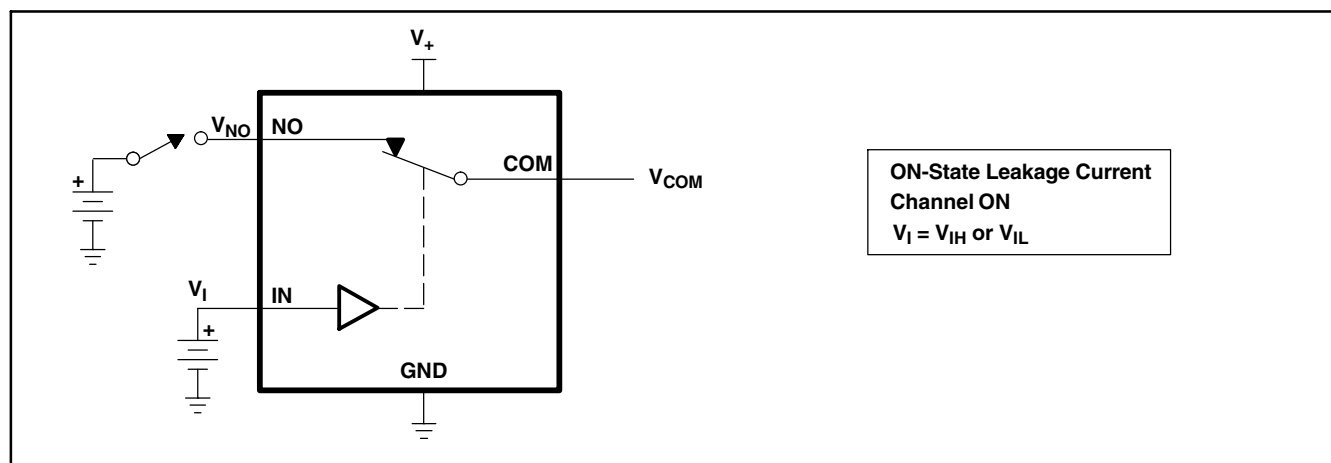 V+
VNO
NO
COM
VCOM
+
VI
IN
+
GND
ON-State Leakage Current
Channel ON
VI = VIH or VIL